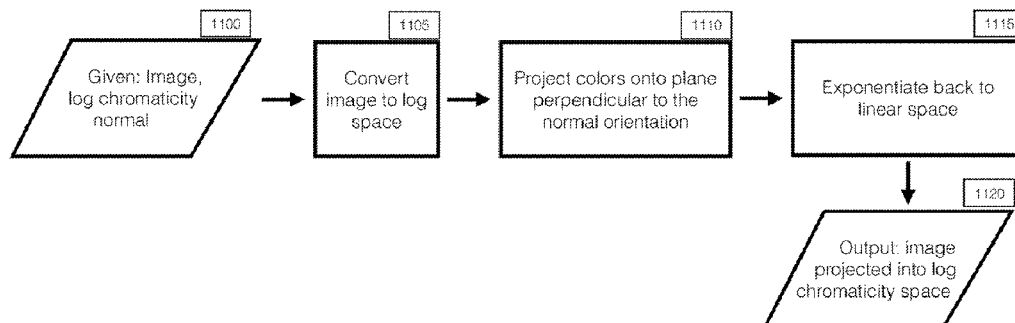 1100
Given: Image,
log chromaticity
normal
1105
Convert
image to log
space
1110
Project colors onto plane
perpendicular to the
normal orientation
1115
Exponentiate back to
linear space
1120
Output: image
projected into log
chromaticity space